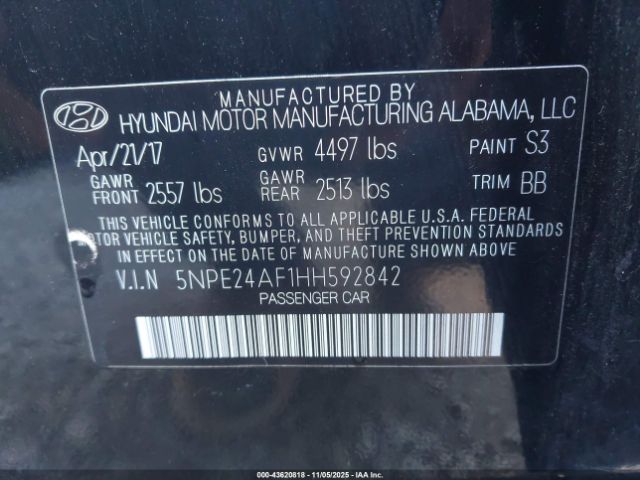 MANUFACTURED BY
HYUNDAI MOTOR MANUFACTURING ALABAMA, LLC
Apr/21/17 GVWR 4497 lbs PAINT S3
GAWR FRONT 2557 lbs GAWR REAR 2513 lbs TRIM BB
THIS VEHICLE CONFORMS TO ALL APPLICABLE U.S.A. FEDERAL
MOTOR VEHICLE SAFETY, BUMPER, AND THEFT PREVENTION STANDARDS
IN EFFECT ON THE DATE OF MANUFACTURE SHOWN ABOVE.
V.I.N 5NPE24AF1HH592842
PASSENGER CAR
000-43620818 - 11/05/2025 - Copyright © 2025 IAA, Inc.